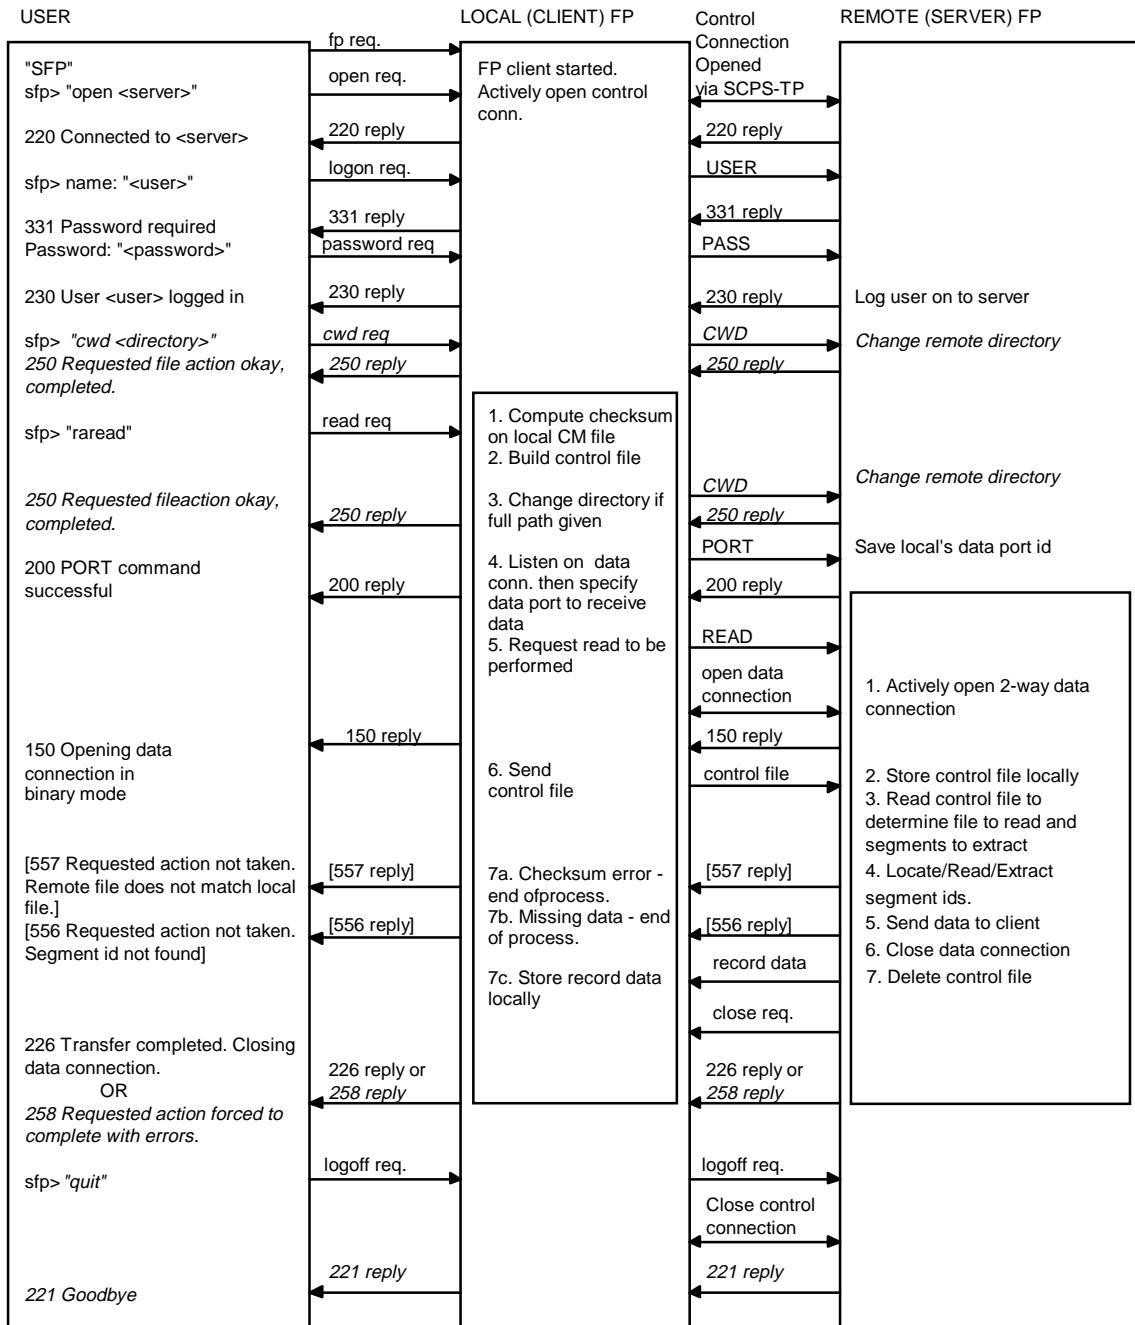 USER
LOCAL (CLIENT) FP
Control
Connection
Opened
via SCPS-TP
REMOTE (SERVER) FP
fp req.
"SFP"
sfp> "open <server>"
open req.
FP client started.
Actively open control
conn.
220 Connected to <server>
220 reply
220 reply
sfp> name: "<user>"
logon req.
USER
331 Password required
Password: "<password>"
331 reply
password req
331 reply
PASS
230 User <user> logged in
230 reply
230 reply
Log user on to server
sfp> "cwd <directory>"
cwd req
CWD
Change remote directory
250 Requested file action okay,
completed.
250 reply
250 reply
sfp> "raread"
read req
1. Compute checksum
on local CM file
2. Build control file
CWD
Change remote directory
250 Requested fileaction okay,
completed.
250 reply
3. Change directory if
full path given
250 reply
PORT
Save local's data port id
200 PORT command
successful
200 reply
4. Listen on data
conn. then specify
data port to receive
data
200 reply
5. Request read to be
performed
READ
open data
connection
1. Actively open 2-way data
connection
150 Opening data
connection in
binary mode
150 reply
150 reply
6. Send
control file
control file
2. Store control file locally
3. Read control file to
determine file to read and
segments to extract
[557 Requested action not taken.
Remote file does not match local
file.]
[557 reply]
7a. Checksum error -
end ofprocess.
[557 reply]
4. Locate/Read/Extract
segment ids.
[556 Requested action not taken.
Segment id not found]
[556 reply]
7b. Missing data - end
of process.
[556 reply]
5. Send data to client
6. Close data connection
7c. Store record data
locally
record data
7. Delete control file
close req.
226 Transfer completed. Closing
data connection.
OR
258 Requested action forced to
complete with errors.
226 reply or
258 reply
226 reply or
258 reply
sfp> "quit"
logoff req.
logoff req.
Close control
connection
221 Goodbye
221 reply
221 reply